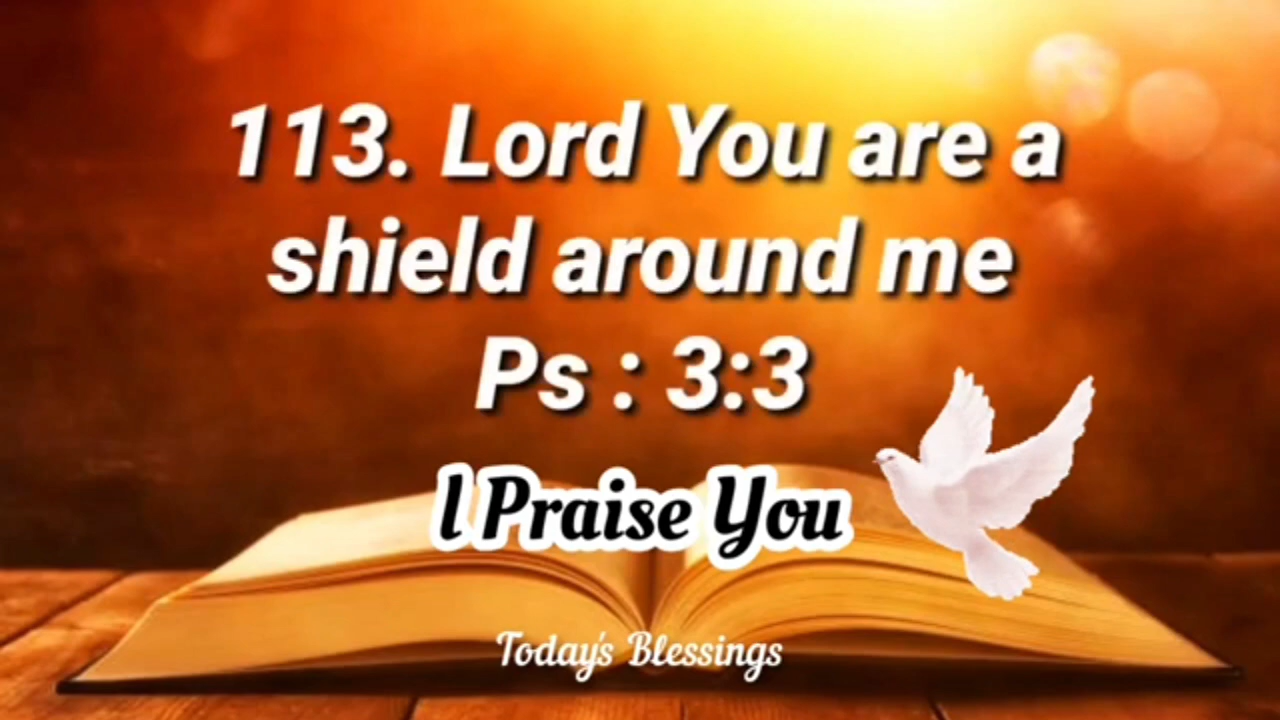 113. Lord You are a
shield around me
Ps : 3:3
I Praise You
Today's Blessings